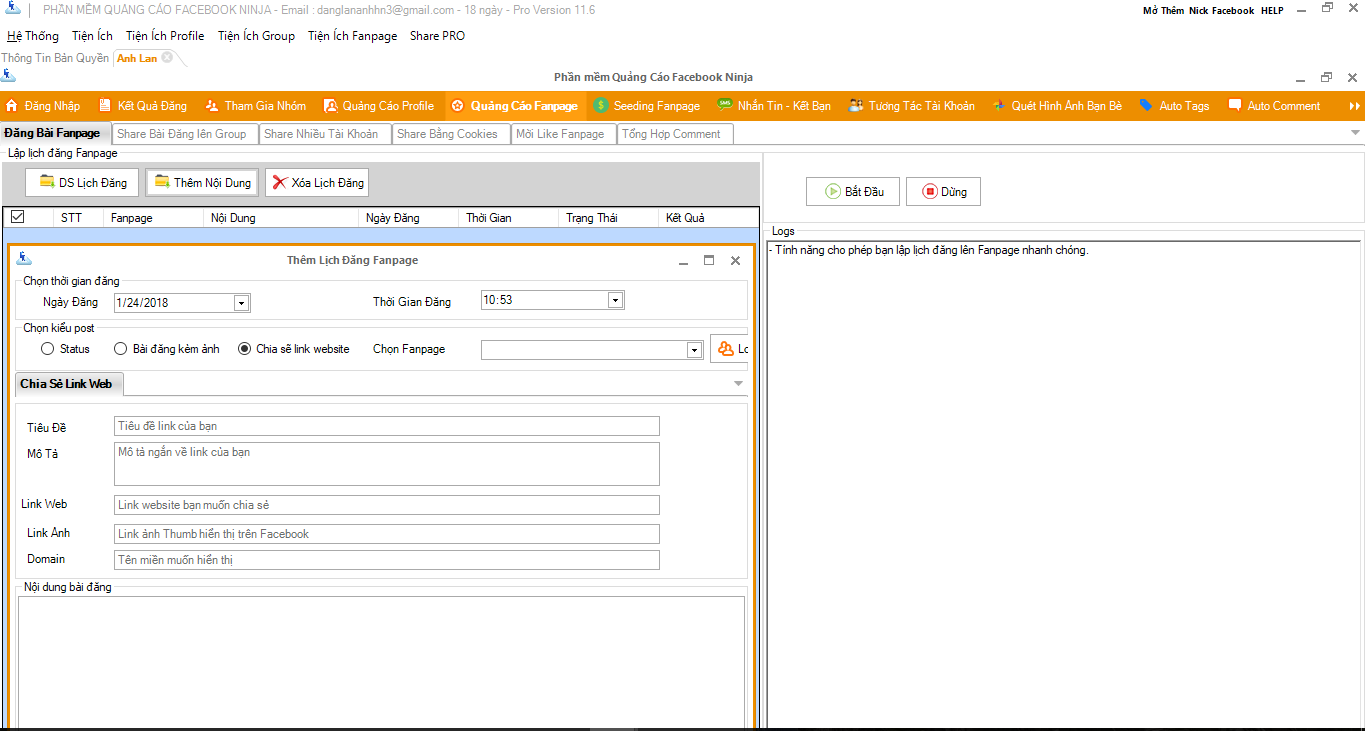 PHẦN MỀM QUẢNG CÁO FACEBOOK NINJA - Email : danglananhhn3@gmail.com - 18 ngày - Pro Version 11.6
Mở Thêm Nick Facebook HELP
Hệ Thống Tiện Ích Tiện Ích Profile Tiện Ích Group Tiện Ích Fanpage Share PRO
Thông Tin Bản Quyền Anh Lan
Phần mềm Quảng Cáo Facebook Ninja
Đăng Nhập Kết Quả Đăng Tham Gia Nhóm Quảng Cáo Profile Quảng Cáo Fanpage Seeding Fanpage Nhắn Tin - Kết Bạn Tương Tác Tài Khoản Quét Hình Ảnh Bạn Bè Auto Tags Auto Comment
Đăng Bài Fanpage Share Bài Đăng lên Group Share Nhiều Tài Khoản Share Bằng Cookies Mời Like Fanpage Tổng Hợp Comment
Lập lịch đăng Fanpage
DS Lịch Đăng Thêm Nội Dung Xóa Lịch Đăng
Bắt Đầu Dừng
STT Fanpage Nội Dung Ngày Đăng Thời Gian Trạng Thái Kết Quả
Logs
- Tính năng cho phép bạn lập lịch đăng lên Fanpage nhanh chóng.
Thêm Lịch Đăng Fanpage
Chọn thời gian đăng
Ngày Đăng 1/24/2018 Thời Gian Đăng 10:53
Chọn kiểu post
Status Bài đăng kèm ảnh Chia sẽ link website Chọn Fanpage Lo
Chia Sẻ Link Web
Tiêu Đề Tiêu đề link của bạn
Mô Tả Mô tả ngắn về link của bạn
Link Web Link website bạn muốn chia sẻ
Link Ảnh Link ảnh Thumb hiển thị trên Facebook
Domain Tên miền muốn hiển thị
Nội dung bài đăng